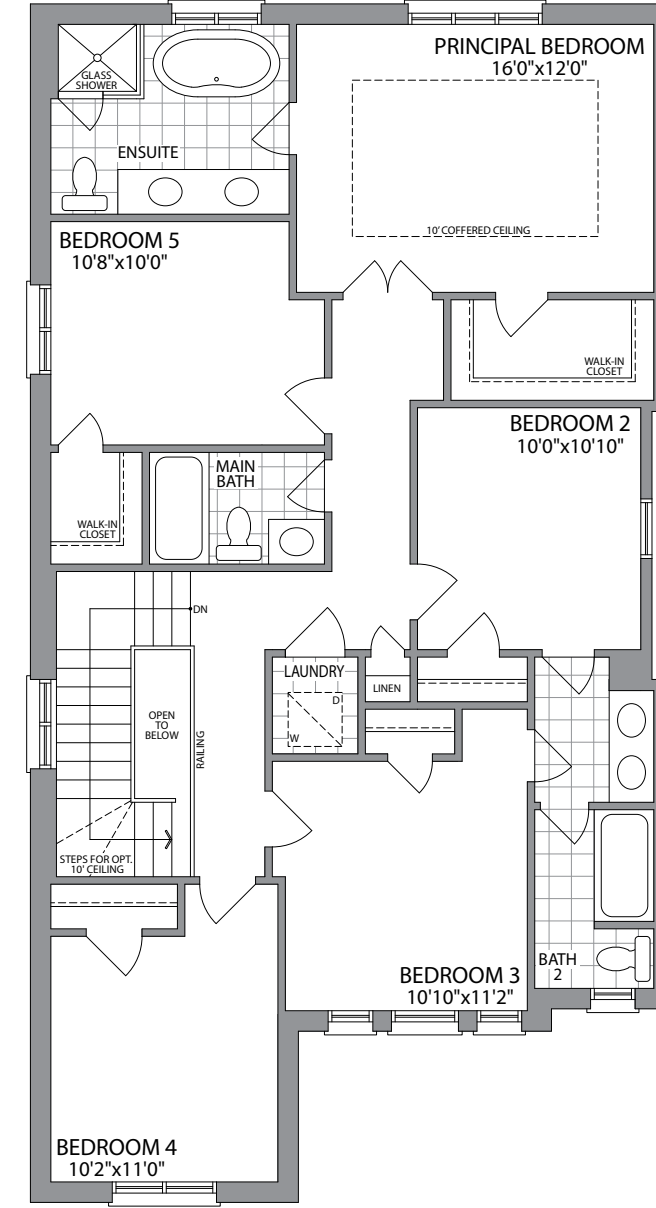 PRINCIPAL BEDROOM
16'0"x12'0"
GLASS
SHOWER
ENSUITE
10' COFFERED CEILING
BEDROOM 5
10'8"x10'0"
WALK-IN
CLOSET
BEDROOM 2
10'0"x10'10"
MAIN
BATH
WALK-IN
CLOSET
DN
LAUNDRY
D
W
LINEN
OPEN
TO
BELOW
RAILING
STEPS FOR OPT.
10' CEILING
BATH
2
BEDROOM 3
10'10"x11'2"
BEDROOM 4
10'2"x11'0"